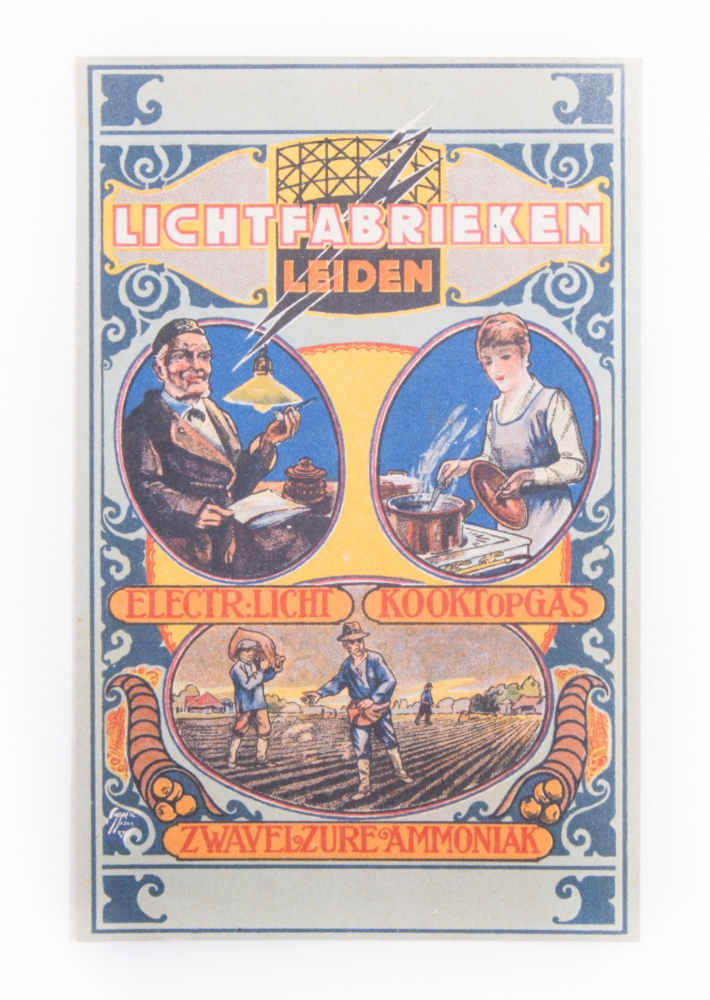 LICHTFABRIEKEN
LEIDEN
ELECTR: LICHT
KOOKT OP GAS
ZWAVELZURE AMMONIAK